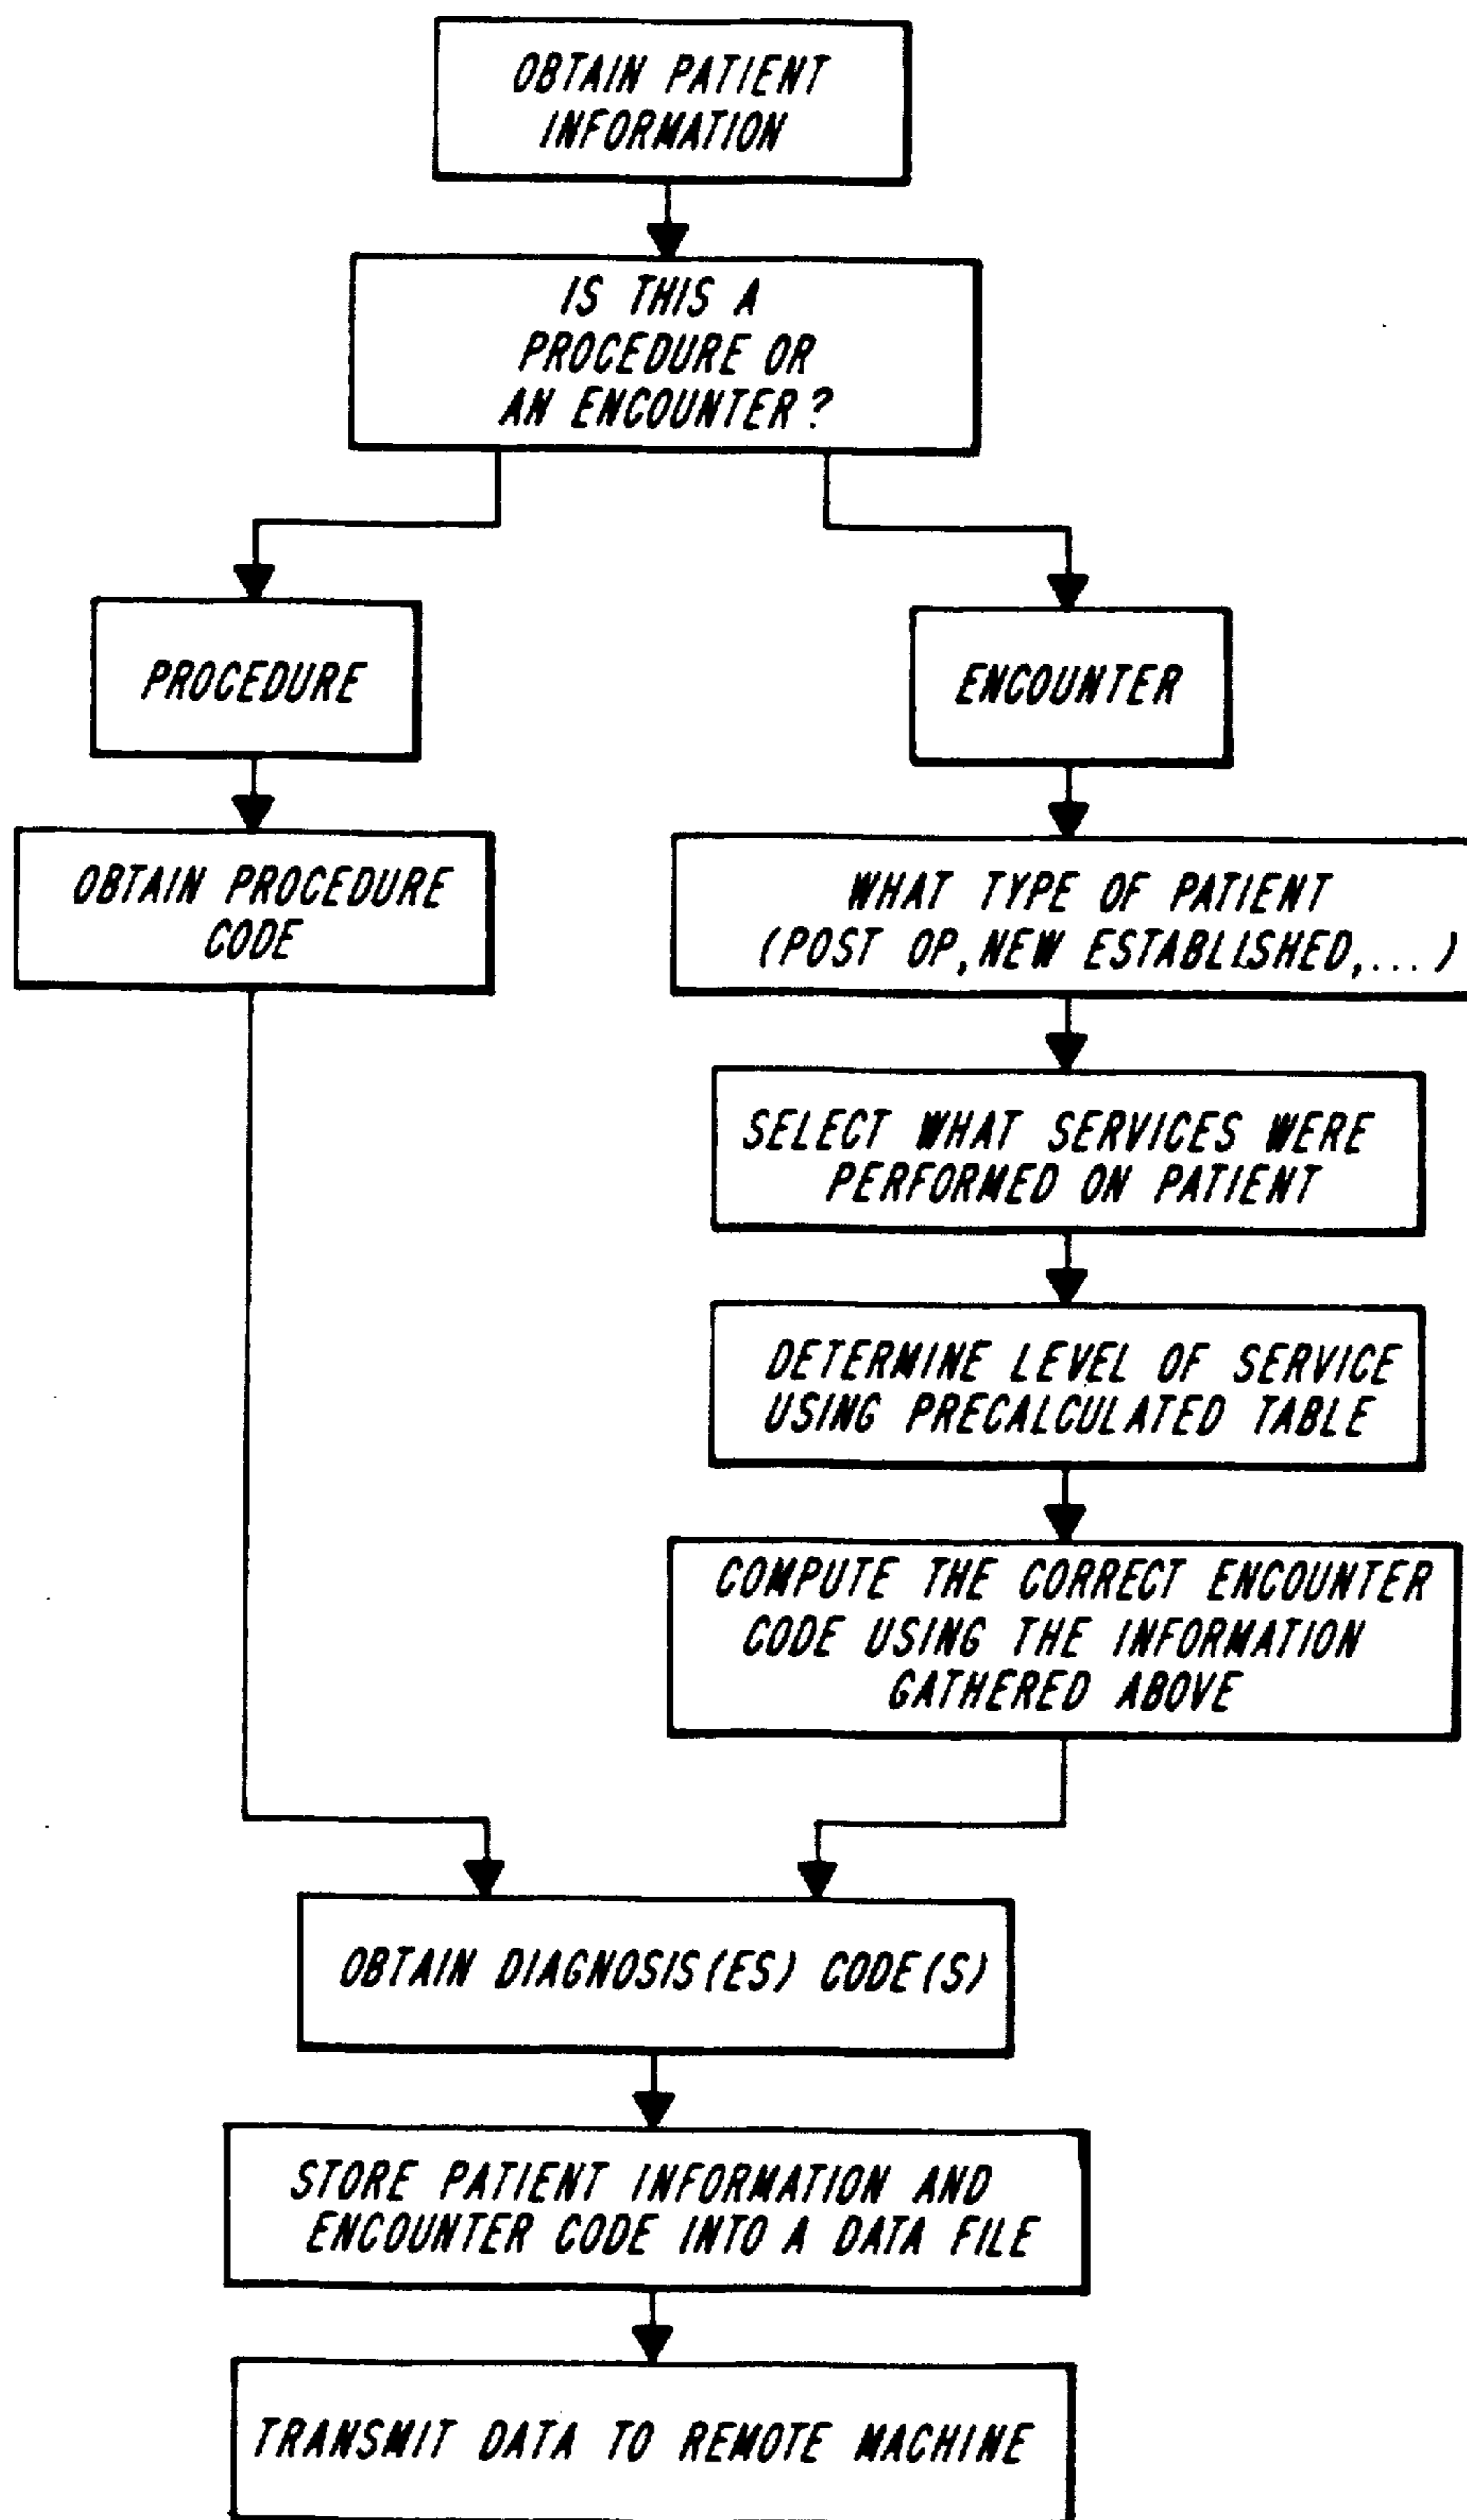 OBTAIN PATIENT
INFORMATION
IS THIS A
PROCEDURE OR
AN ENCOUNTER?
PROCEDURE
ENCOUNTER
OBTAIN PROCEDURE
CODE
WHAT TYPE OF PATIENT
(POST OP, NEW ESTABLISHED,...)
SELECT WHAT SERVICES WERE
PERFORMED ON PATIENT
DETERMINE LEVEL OF SERVICE
USING PRECALCULATED TABLE
COMPUTE THE CORRECT ENCOUNTER
CODE USING THE INFORMATION
GATHERED ABOVE
OBTAIN DIAGNOSIS(ES) CODE(S)
STORE PATIENT INFORMATION AND
ENCOUNTER CODE INTO A DATA FILE
TRANSMIT DATA TO REMOTE MACHINE